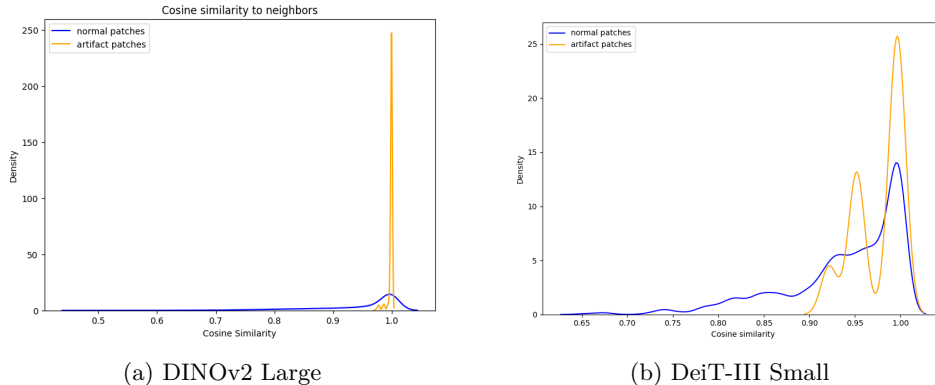 Cosine similarity to neighbors
normal patches
artifact patches
250
200
150
100
50
0
Density
0.5 0.6 0.7 0.8 0.9 1.0
Cosine Similarity
(a) DINOv2 Large
normal patches
artifact patches
25
20
15
10
5
0
Density
0.65 0.70 0.75 0.80 0.85 0.90 0.95 1.00
Cosine similarity
(b) DeiT-III Small